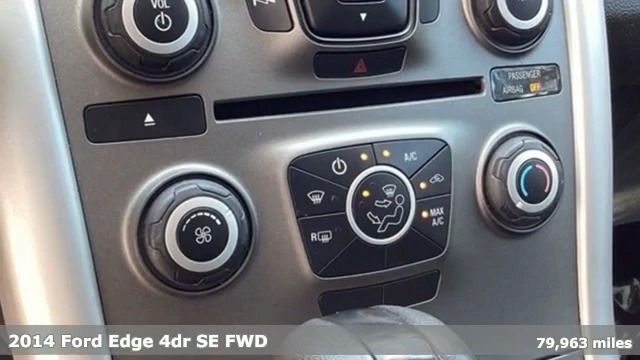 VOL
PASSENGER
AIRBAG OFF
A/C
MAX
A/C
R
2014 Ford Edge 4dr SE FWD
79,963 miles